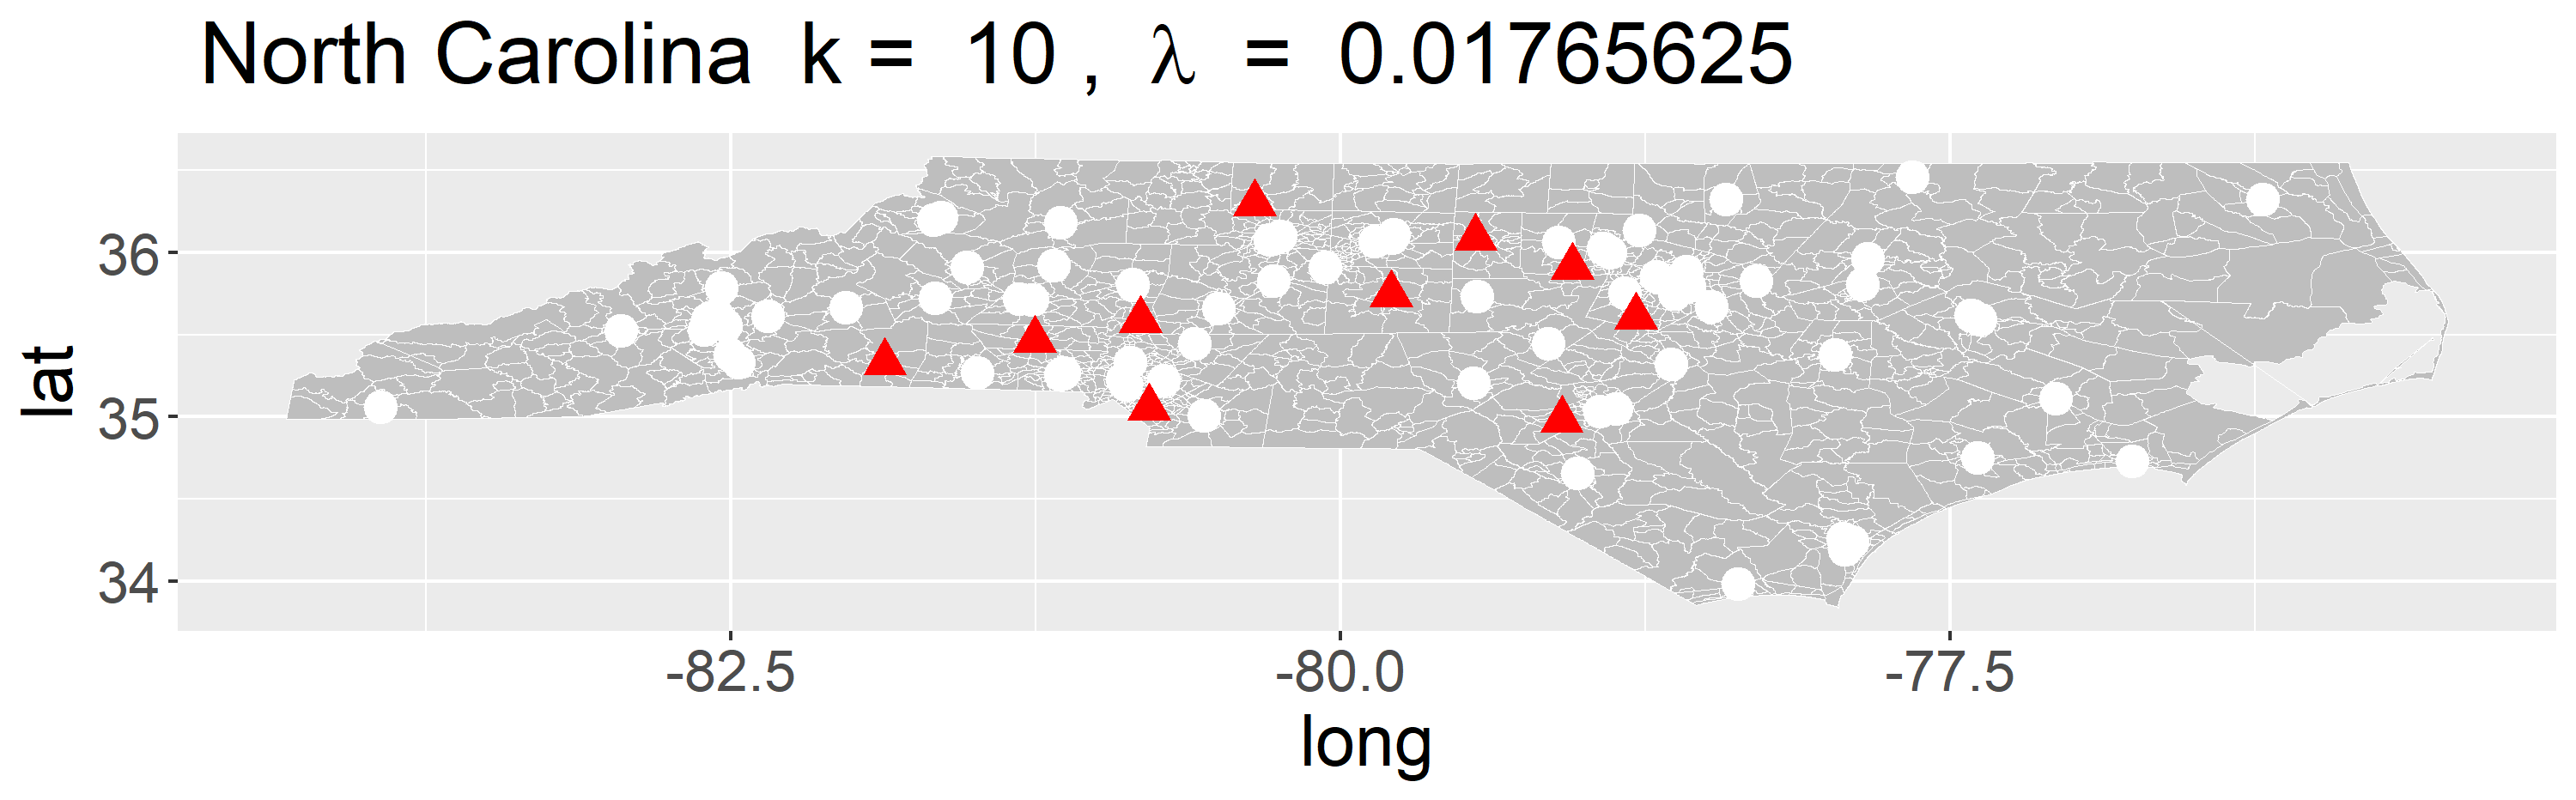 North Carolina k = 10 , λ = 0.01765625
lat
36
35
34
-82.5 -80.0 -77.5
long